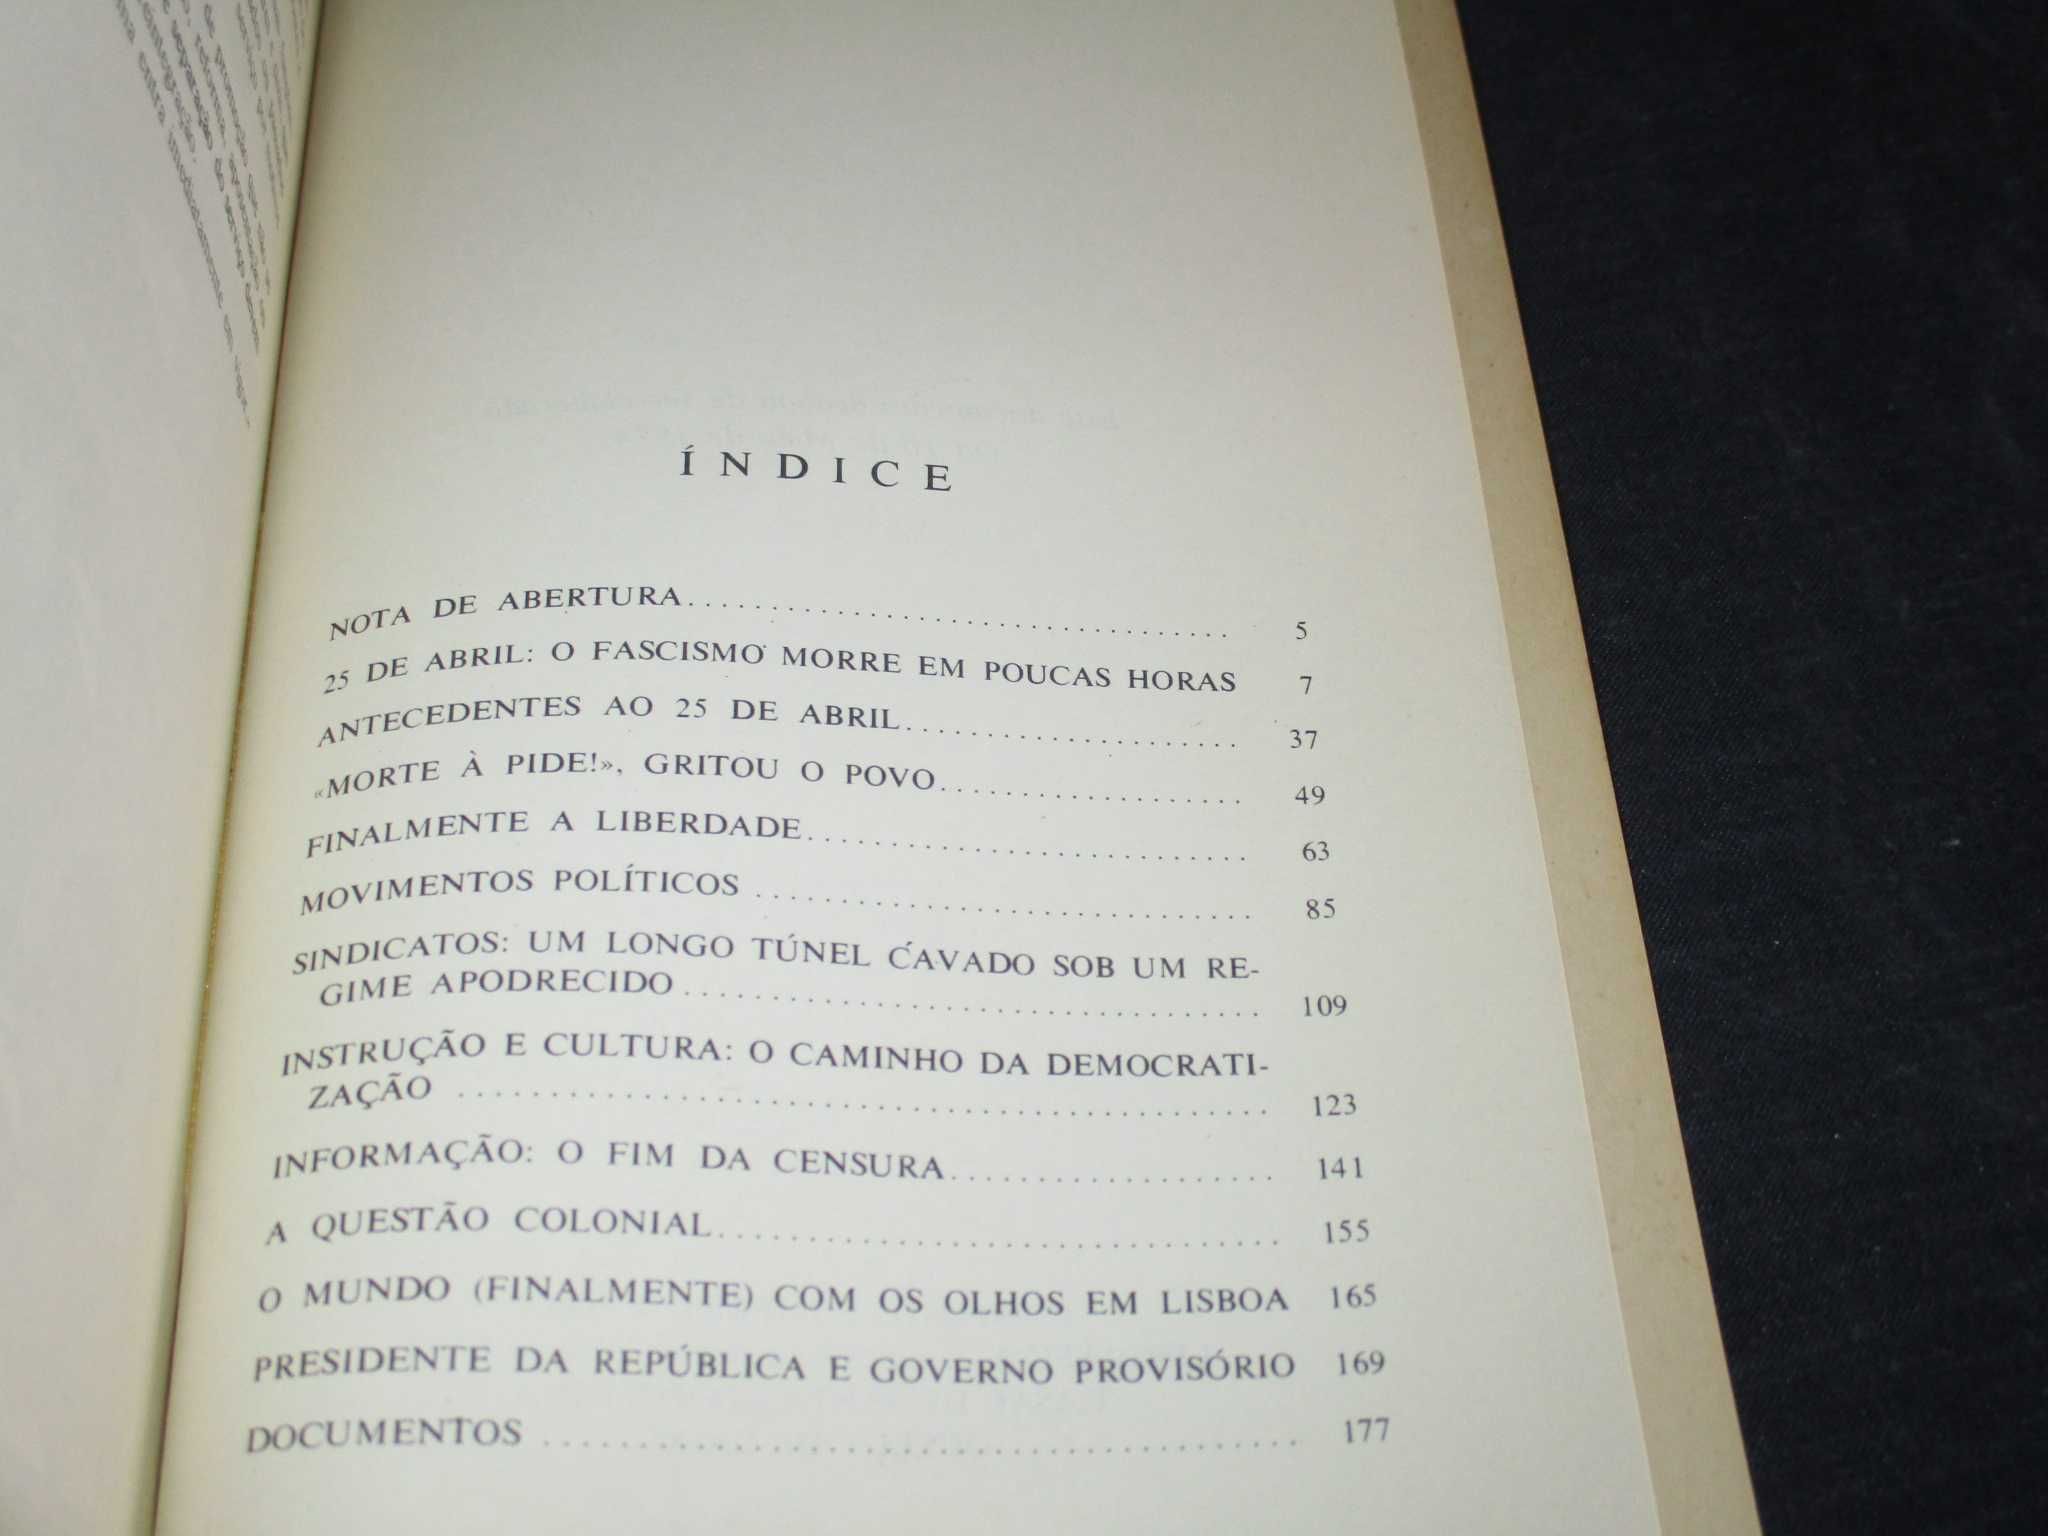 ÍNDICE
NOTA DE ABERTURA.................................. 5
25 DE ABRIL: O FASCISMO MORRE EM POUCAS HORAS 7
ANTECEDENTES AO 25 DE ABRIL..................... 37
«MORTE À PIDE!», GRITOU O POVO................... 49
FINALMENTE A LIBERDADE........................... 63
MOVIMENTOS POLÍTICOS .............................. 85
SINDICATOS: UM LONGO TÚNEL CAVADO SOB UM RE-
GIME APODRECIDO.................................. 109
INSTRUÇÃO E CULTURA: O CAMINHO DA DEMOCRATI-
ZAÇÃO ............................................. 123
INFORMAÇÃO: O FIM DA CENSURA................... 141
A QUESTÃO COLONIAL................................ 155
O MUNDO (FINALMENTE) COM OS OLHOS EM LISBOA 165
PRESIDENTE DA REPÚBLICA E GOVERNO PROVISÓRIO 169
DOCUMENTOS ........................................ 177